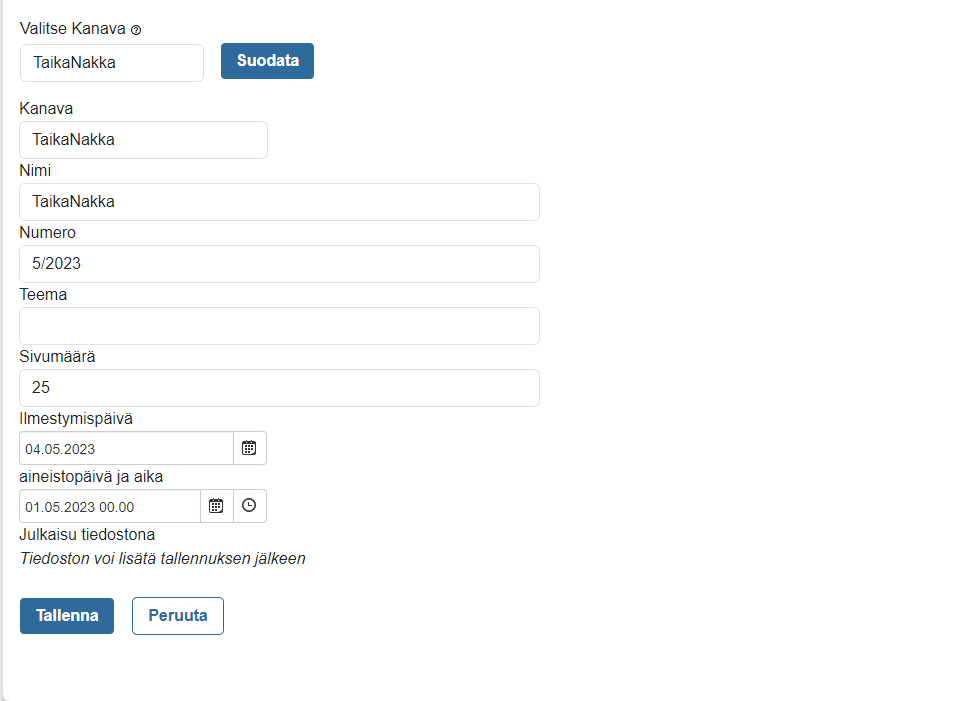 Valitse Kanava
TaikaNakka
Suodata
Kanava
TaikaNakka
Nimi
TaikaNakka
Numero
5/2023
Teema
Sivumäärä
25
Ilmestymispäivä
04.05.2023
aineistopäivä ja aika
01.05.2023 00.00
Julkaisu tiedostona
Tiedoston voi lisätä tallennuksen jälkeen
Tallenna
Peruuta